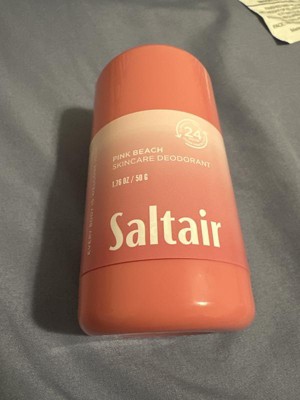 24
PINK BEACH
SKINCARE DEODORANT
1.76 OZ / 50 G
Saltair